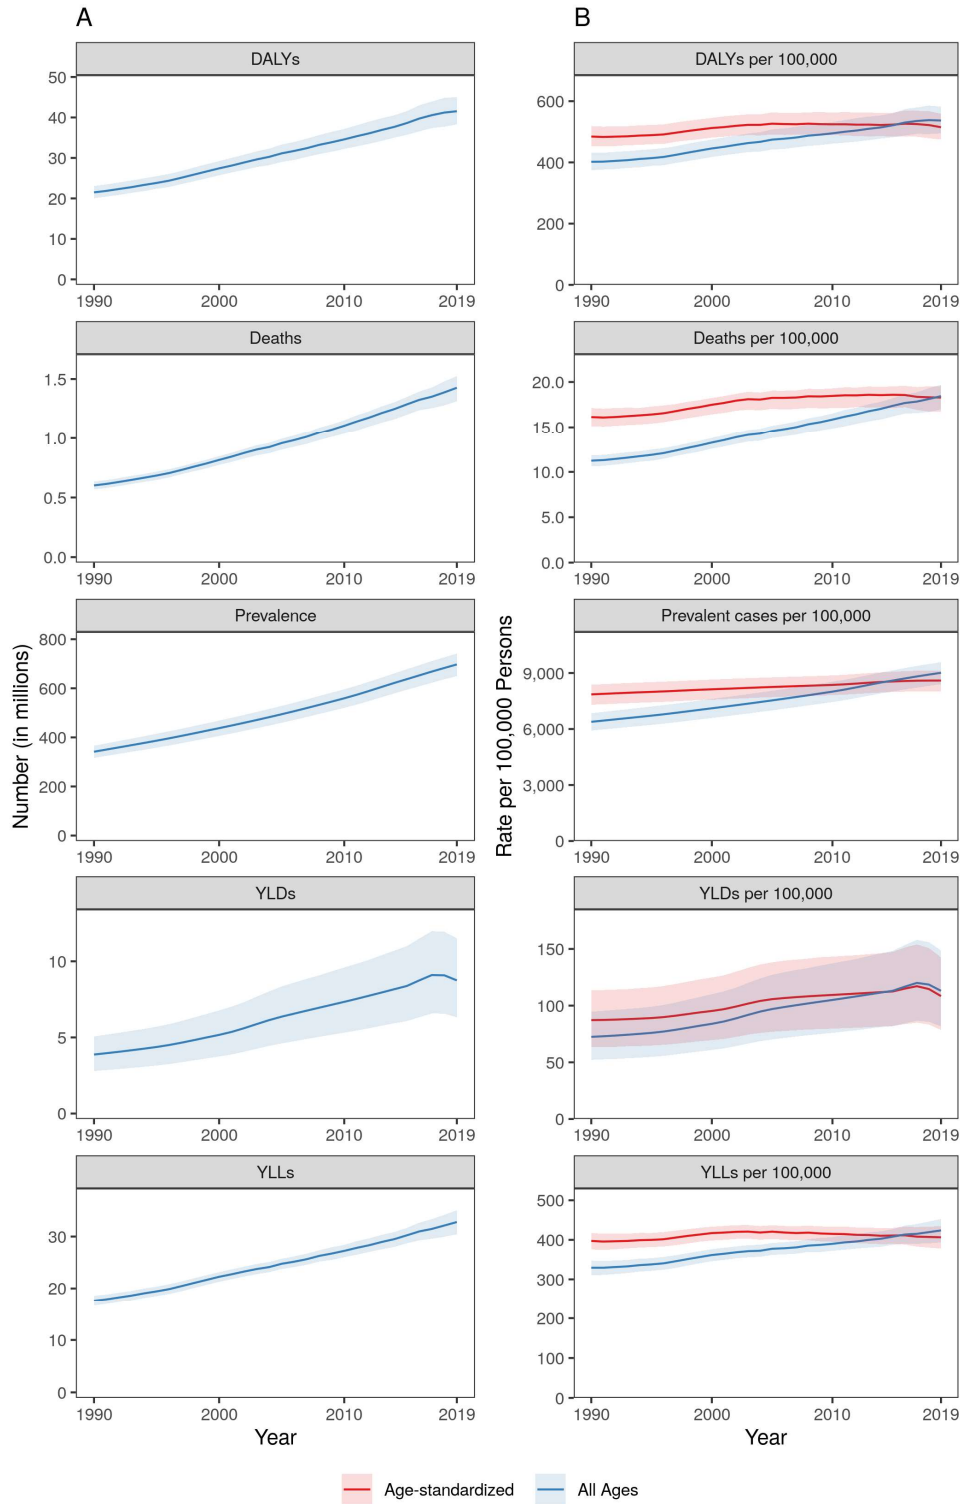 A
B
DALYs
50
40
30
20
10
0
1990 2000 2010 2019
DALYs per 100,000
600
400
200
0
1990 2000 2010 2019
Deaths
1.5
1.0
0.5
0.0
1990 2000 2010 2019
Deaths per 100,000
20.0
15.0
10.0
5.0
0.0
1990 2000 2010 2019
Number (in millions)
Prevalence
800
600
400
200
0
1990 2000 2010 2019
Rate per 100,000 Persons
Prevalent cases per 100,000
9,000
6,000
3,000
0
1990 2000 2010 2019
YLDs
10
5
0
1990 2000 2010 2019
YLDs per 100,000
150
100
50
0
1990 2000 2010 2019
YLLs
30
20
10
0
1990 2000 2010 2019
Year
YLLs per 100,000
500
400
300
200
100
0
1990 2000 2010 2019
Year
Age-standardized All Ages